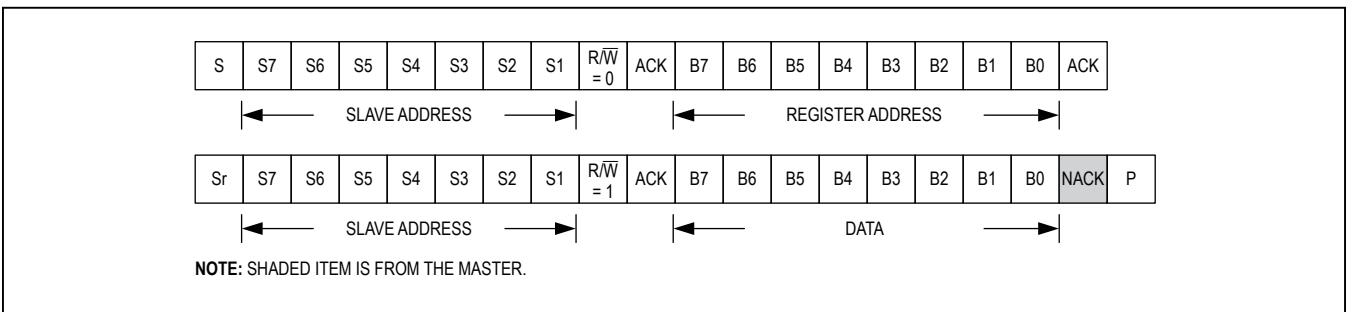 S S7 S6 S5 S4 S3 S2 S1 R/W̅ = 0 ACK B7 B6 B5 B4 B3 B2 B1 B0 ACK
SLAVE ADDRESS REGISTER ADDRESS
Sr S7 S6 S5 S4 S3 S2 S1 R/W̅ = 1 ACK B7 B6 B5 B4 B3 B2 B1 B0 NACK P
SLAVE ADDRESS DATA
NOTE: SHADED ITEM IS FROM THE MASTER.